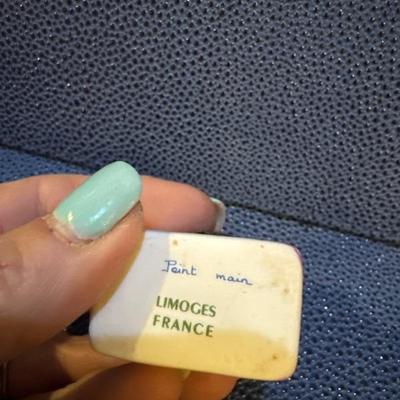 Peint main
LIMOGES
FRANCE